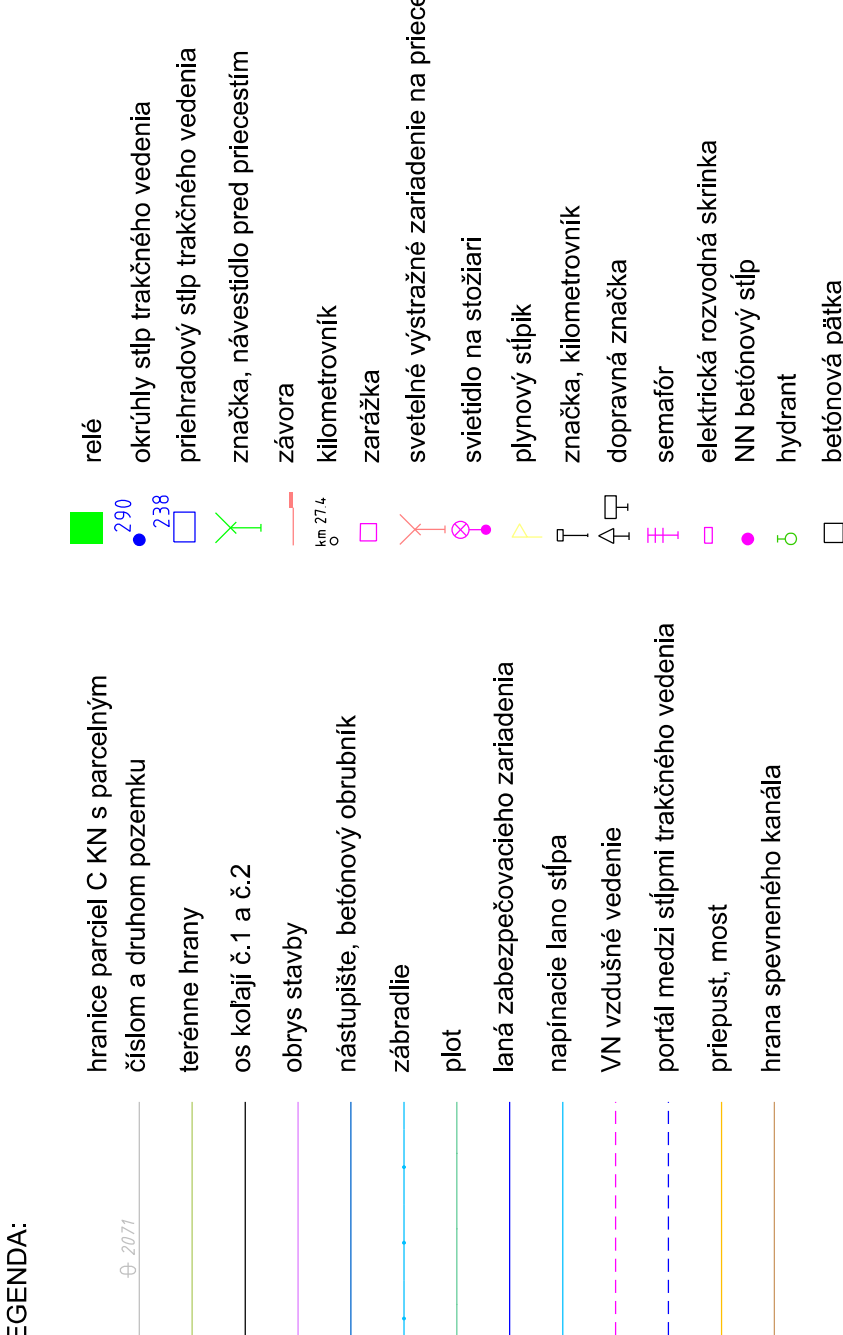 EGENDA:
2071
hranice parciel C KN s parcelným
číslom a druhom pozemku
terénne hrany
os koľají č.1 a č.2
obrys stavby
nástupište, betónový obrubník
zábradlie
plot
laná zabezpečovacieho zariadenia
napínacie lano stĺpa
VN vzdušné vedenie
portál medzi stĺpmi trakčného vedenia
priepust, most
hrana spevneného kanála
relé
290
okrúhly stlp trakčného vedenia
238
priehradový stlp trakčného vedenia
značka, návestidlo pred priecestím
závora
km 27.4
kilometrovník
zarážka
svetelné výstražné zariadenie na priece
svietidlo na stožiari
plynový stĺpik
značka, kilometrovník
dopravná značka
semafór
elektrická rozvodná skrinka
NN betónový stĺp
hydrant
betónová pätka